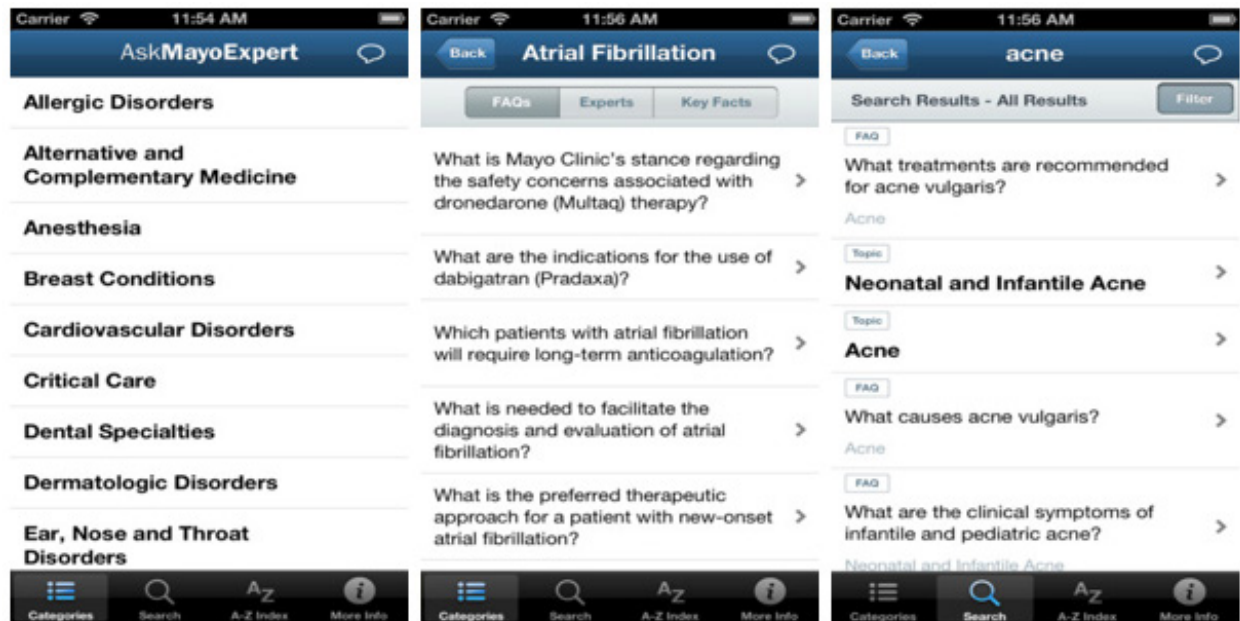 Carrier 11:54 AM
AskMayoExpert
Allergic Disorders
Alternative and
Complementary Medicine
Anesthesia
Breast Conditions
Cardiovascular Disorders
Critical Care
Dental Specialties
Dermatologic Disorders
Ear, Nose and Throat
Disorders
Categories Search A-Z Index More Info
Carrier 11:56 AM
Back Atrial Fibrillation
FAQs Experts Key Facts
What is Mayo Clinic's stance regarding
the safety concerns associated with
dronedarone (Multaq) therapy?
What are the indications for the use of
dabigatran (Pradaxa)?
Which patients with atrial fibrillation
will require long-term anticoagulation?
What is needed to facilitate the
diagnosis and evaluation of atrial
fibrillation?
What is the preferred therapeutic
approach for a patient with new-onset
atrial fibrillation?
Categories Search A-Z Index More Info
Carrier 11:56 AM
Back acne
Search Results - All Results Filter
FAQ
What treatments are recommended
for acne vulgaris?
Acne
Topic
Neonatal and Infantile Acne
Topic
Acne
FAQ
What causes acne vulgaris?
Acne
FAQ
What are the clinical symptoms of
infantile and pediatric acne?
Neonatal and Infantile Acne
Categories Search A-Z Index More Info